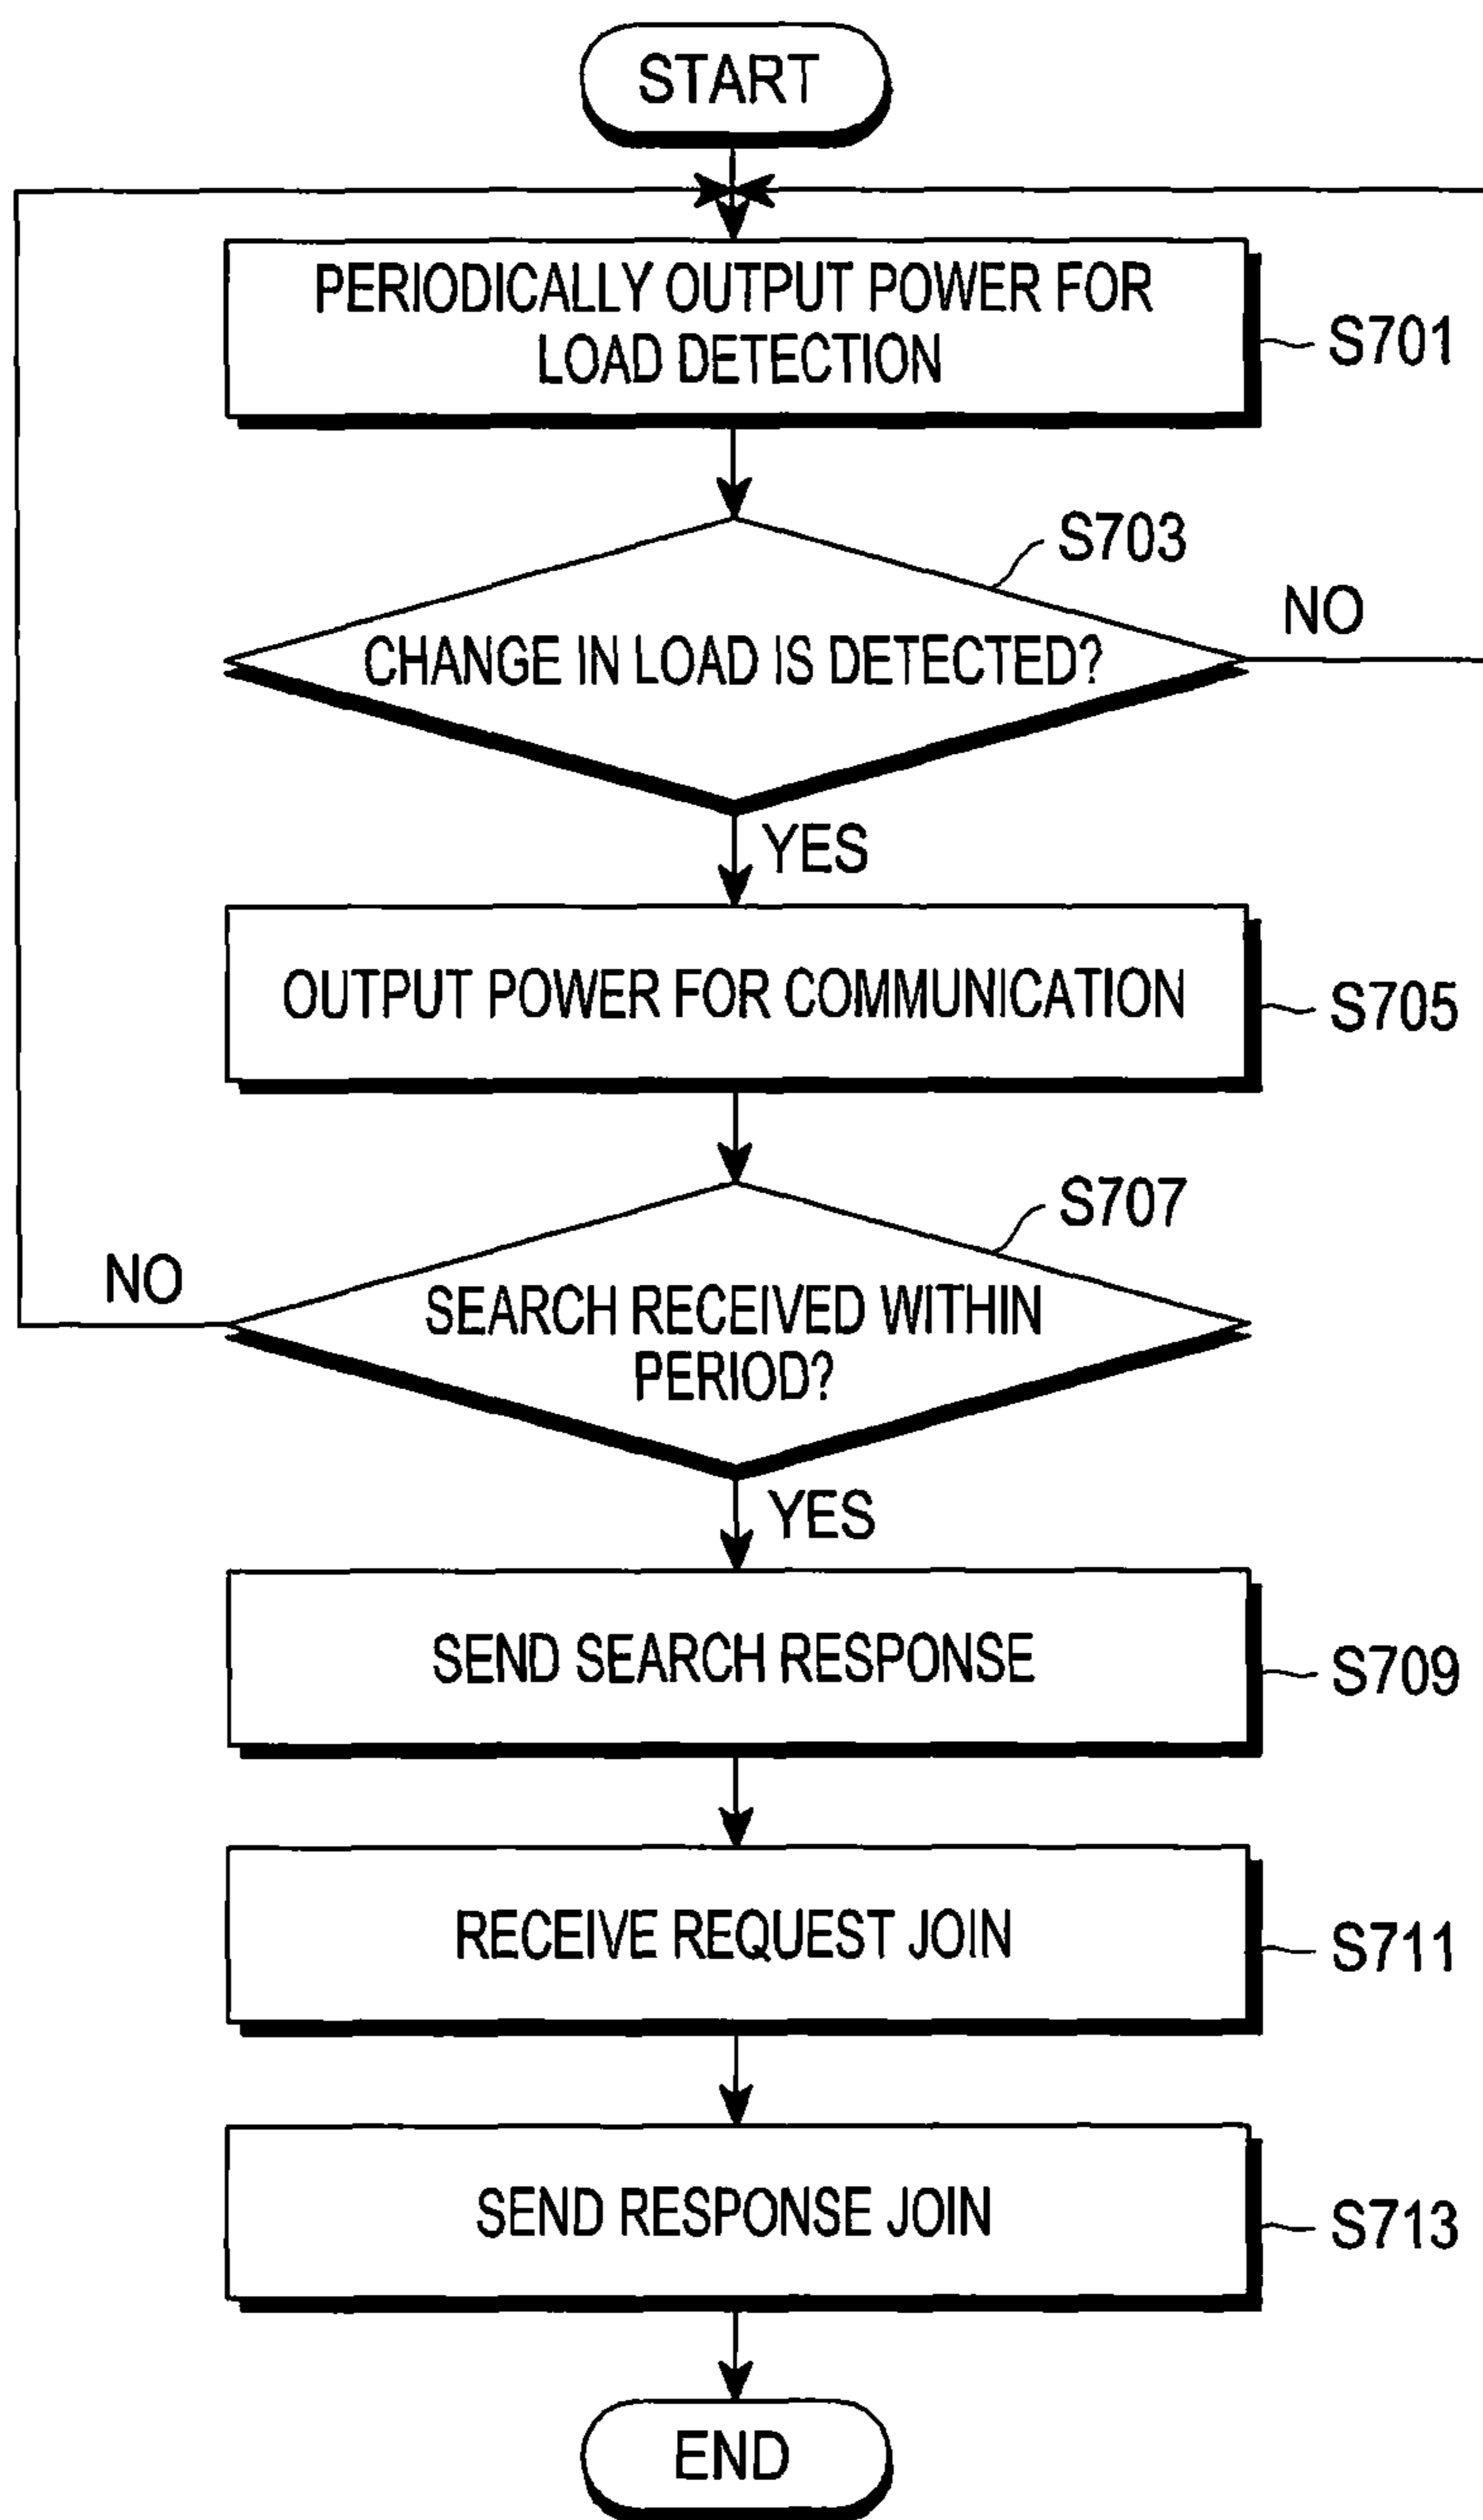 START
PERIODICALLY OUTPUT POWER FOR
LOAD DETECTION
S701
S703
CHANGE IN LOAD IS DETECTED?
NO
YES
OUTPUT POWER FOR COMMUNICATION
S705
S707
NO
SEARCH RECEIVED WITHIN
PERIOD?
YES
SEND SEARCH RESPONSE
S709
RECEIVE REQUEST JOIN
S711
SEND RESPONSE JOIN
S713
END